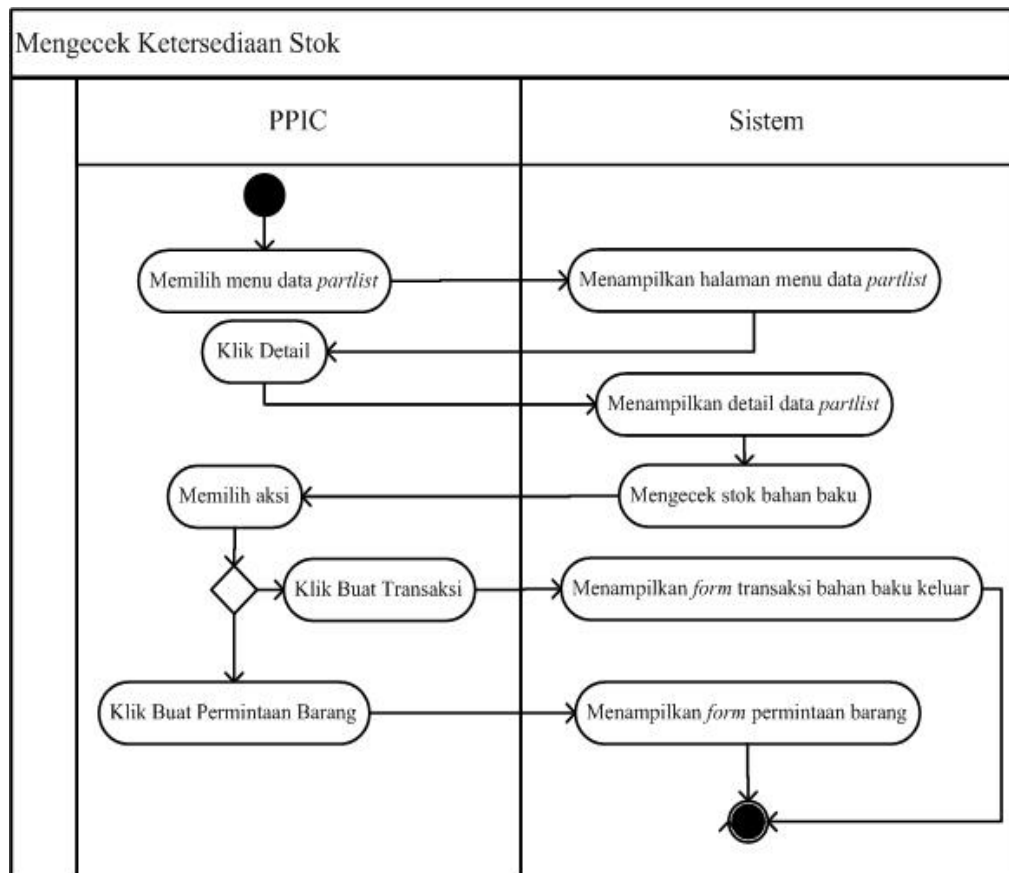 Mengecek Ketersediaan Stok
PPIC
Sistem
Memilih menu data partlist
Menampilkan halaman menu data partlist
Klik Detail
Menampilkan detail data partlist
Memilih aksi
Mengecek stok bahan baku
Klik Buat Transaksi
Menampilkan form transaksi bahan baku keluar
Klik Buat Permintaan Barang
Menampilkan form permintaan barang